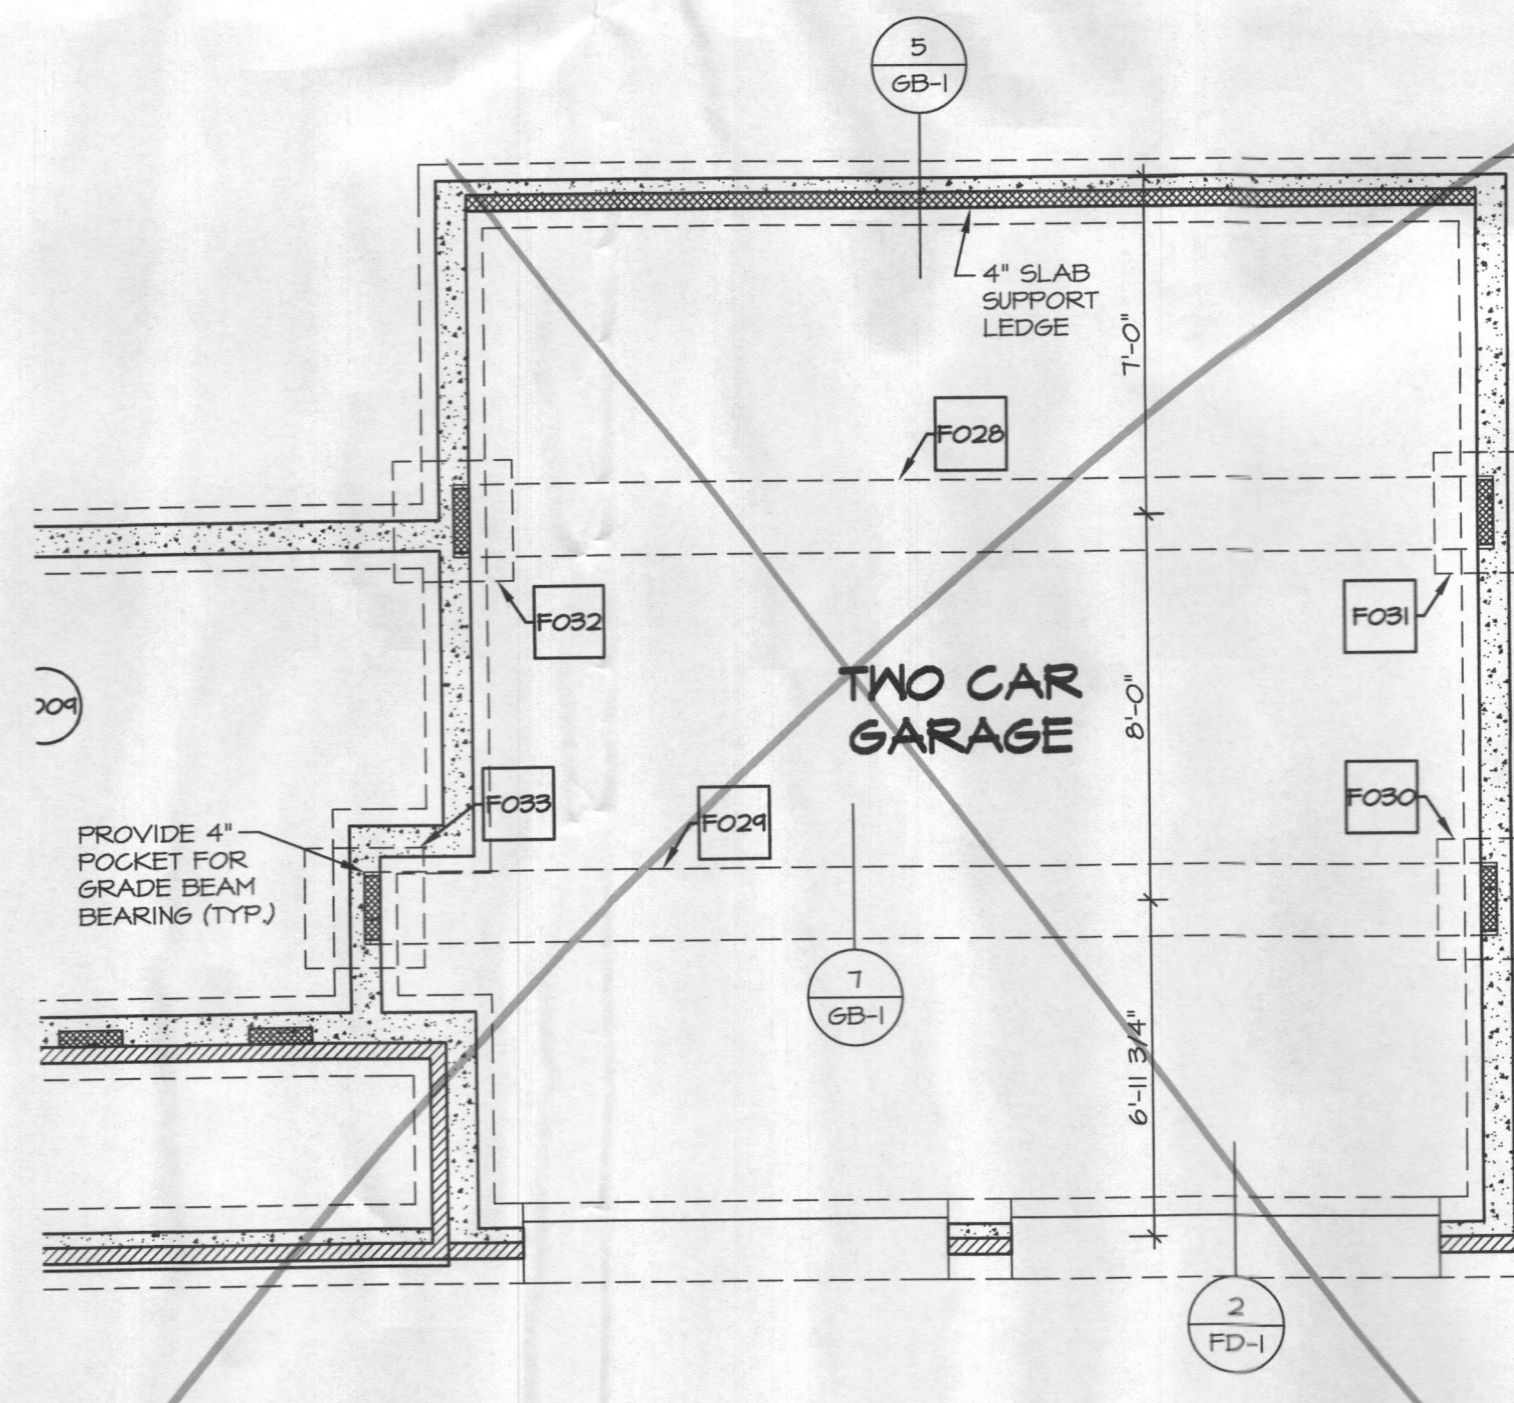 5
GB-1
4" SLAB
SUPPORT
LEDGE
7'-0"
F028
F032
F031
TWO CAR
GARAGE
8'-0"
009
F033
F029
F030
PROVIDE 4"
POCKET FOR
GRADE BEAM
BEARING (TYP.)
7
GB-1
6'-11 3/4"
2
FD-1